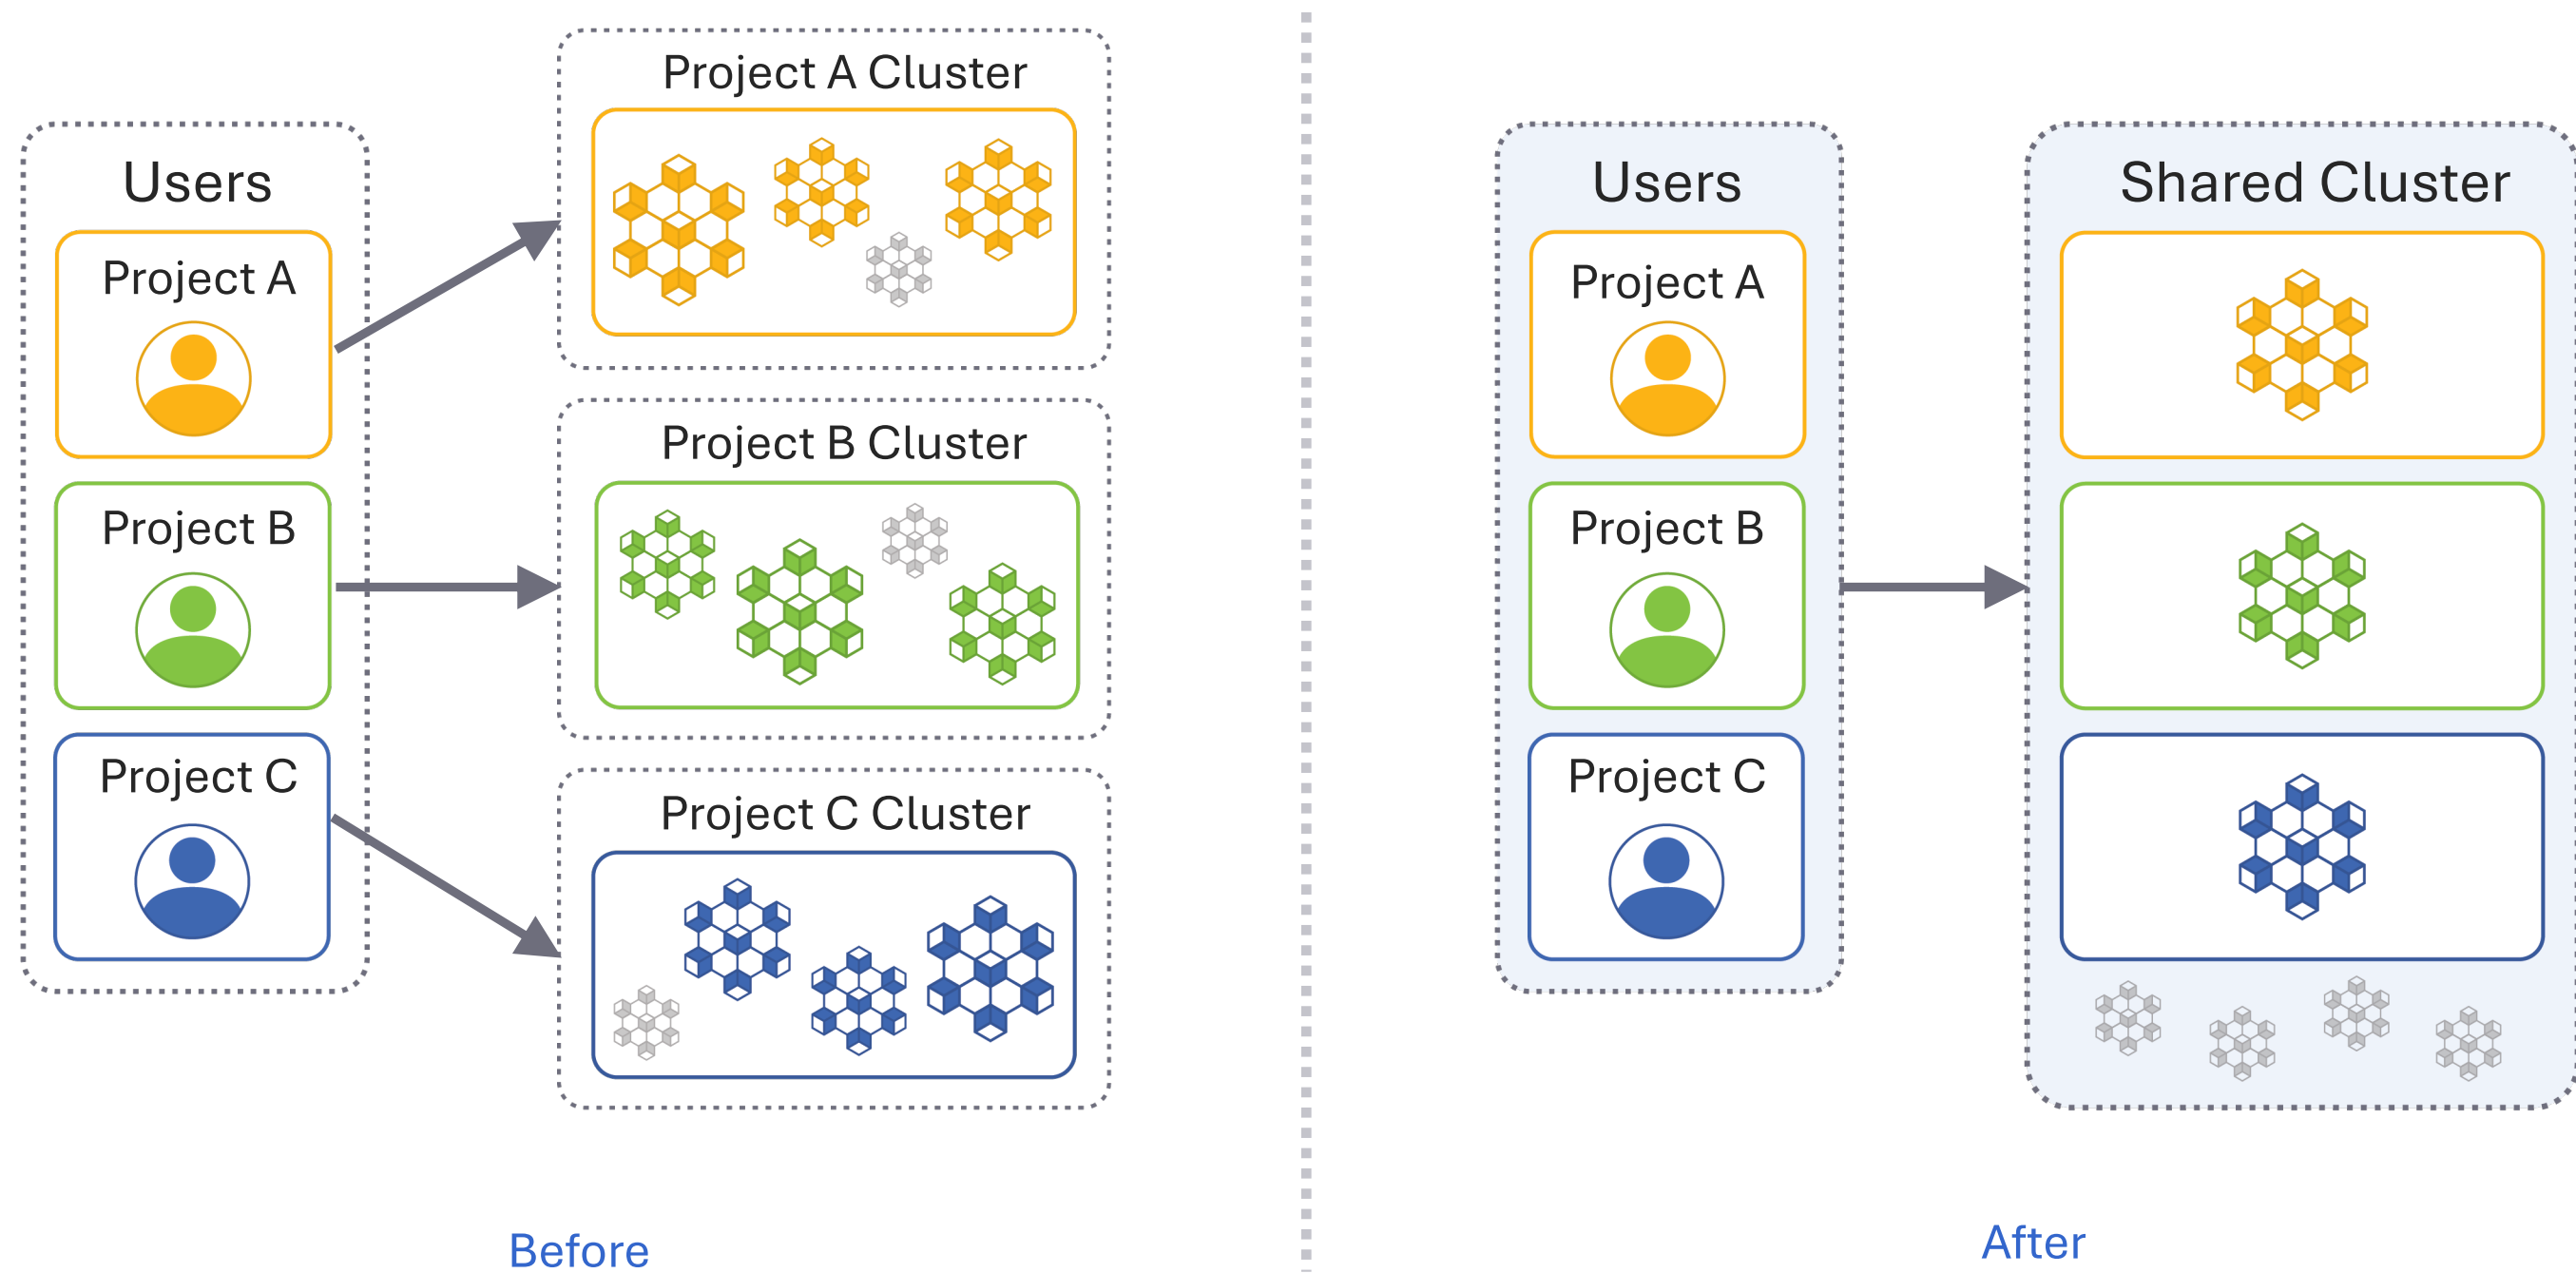 Users
Project A
Project B
Project C
Project A Cluster
Project B Cluster
Project C Cluster
Before
Users
Project A
Project B
Project C
Shared Cluster
After